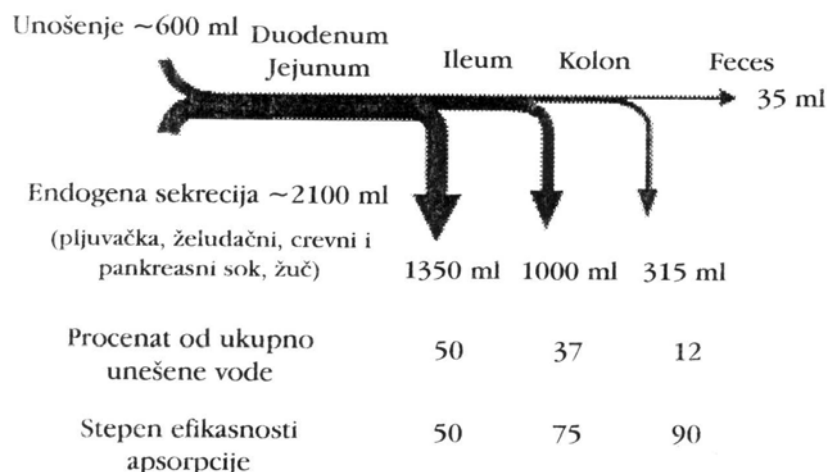 Unošenje ~600 ml
Duodenum
Jejunum
Ileum
Kolon
Feces
35 ml
Endogena sekrecija ~2100 ml
(pljuvačka, želudačni, crevni i
pankreasni sok, žuč)
1350 ml 1000 ml 315 ml
Procenat od ukupno
unešene vode
50 37 12
Stepen efikasnosti
apsorpcije
50 75 90